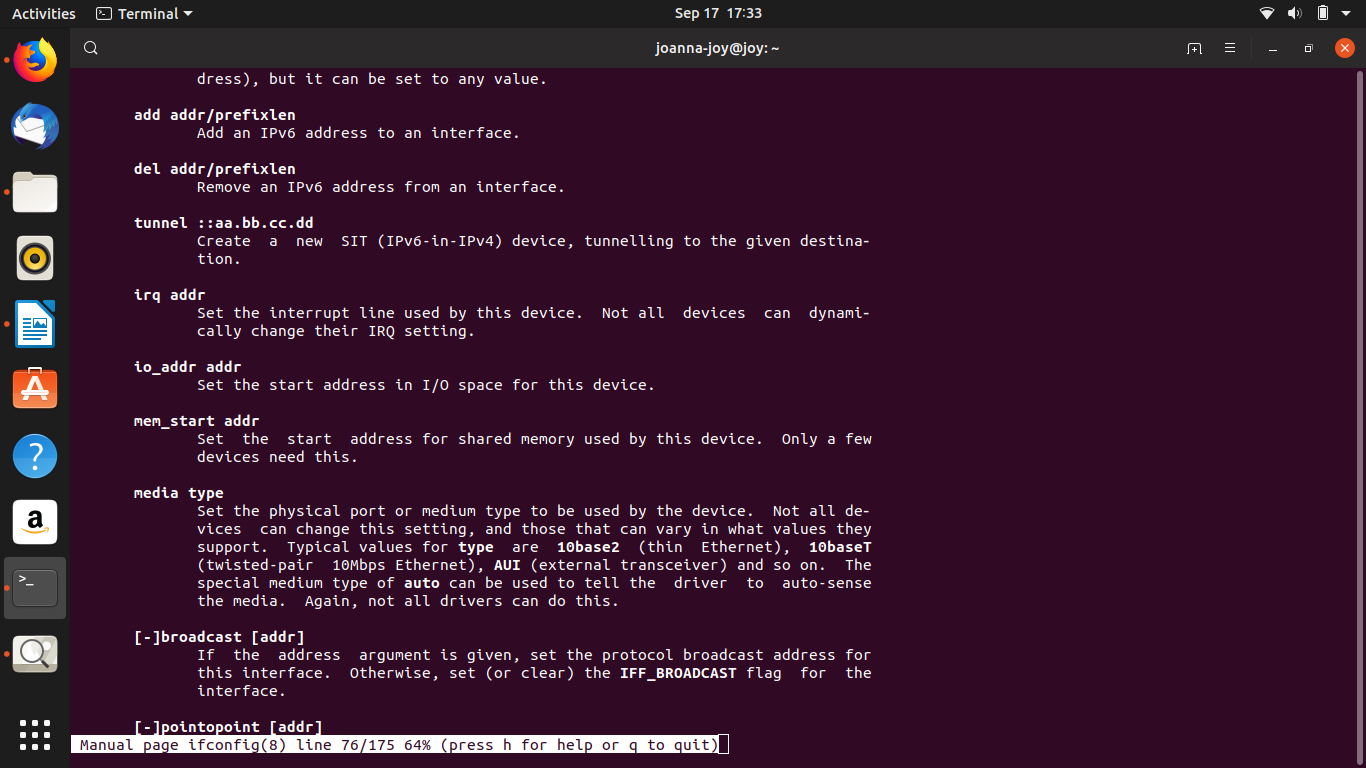 Activities Terminal Sep 17 17:33
joanna-joy@joy: ~
dress), but it can be set to any value.
add addr/prefixlen
Add an IPv6 address to an interface.
del addr/prefixlen
Remove an IPv6 address from an interface.
tunnel ::aa.bb.cc.dd
Create  a  new  SIT (IPv6-in-IPv4) device, tunnelling to the given destina-
tion.
irq addr
Set the interrupt line used by this device.  Not all  devices  can  dynami-
cally change their IRQ setting.
io_addr addr
Set the start address in I/O space for this device.
mem_start addr
Set  the  start  address for shared memory used by this device.  Only a few
devices need this.
media type
Set the physical port or medium type to be used by the device.  Not all de-
vices  can change this setting, and those that can vary in what values they
support.  Typical values for type  are  10base2  (thin  Ethernet),  10baseT
(twisted-pair  10Mbps Ethernet), AUI (external transceiver) and so on.  The
special medium type of auto can be used to tell the  driver  to  auto-sense
the media.  Again, not all drivers can do this.
[-]broadcast [addr]
If  the  address  argument is given, set the protocol broadcast address for
this interface.  Otherwise, set (or clear) the IFF_BROADCAST flag  for  the
interface.
[-]pointopoint [addr]
Manual page ifconfig(8) line 76/175 64% (press h for help or q to quit)